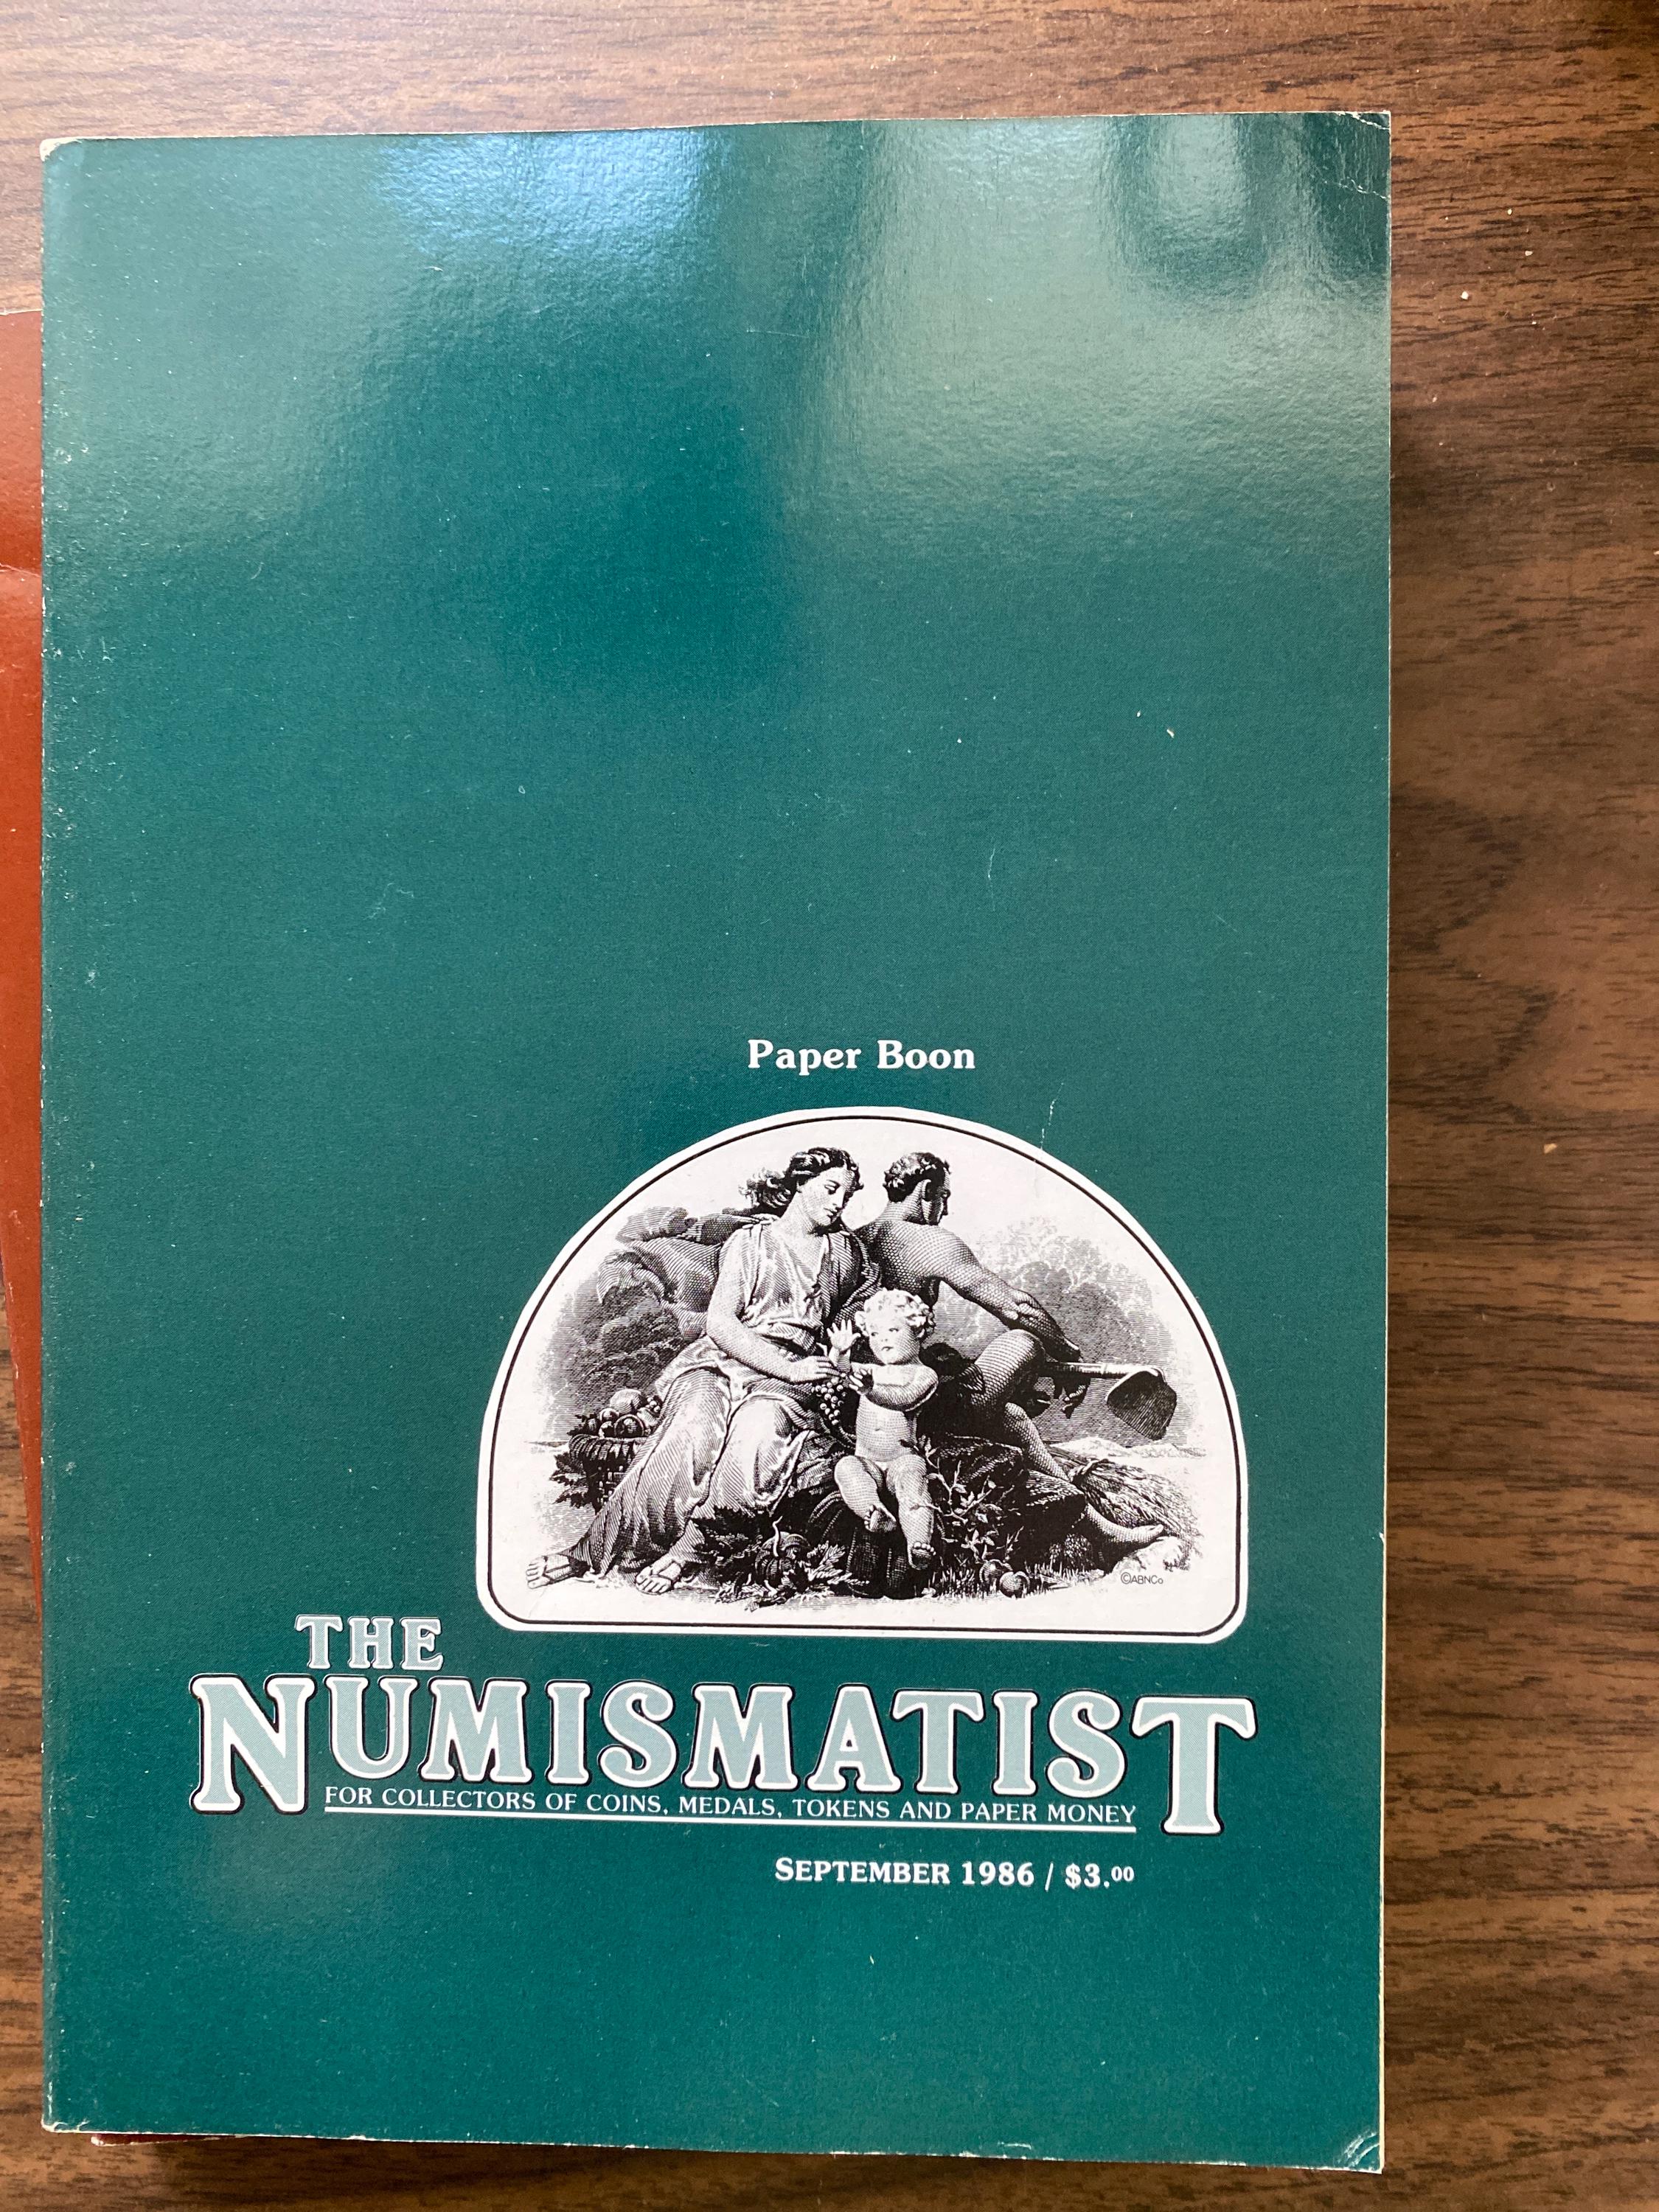 Paper Boon
©ABNCo
THE
NUMISMATIST
FOR COLLECTORS OF COINS, MEDALS, TOKENS AND PAPER MONEY
SEPTEMBER 1986 / $3.00